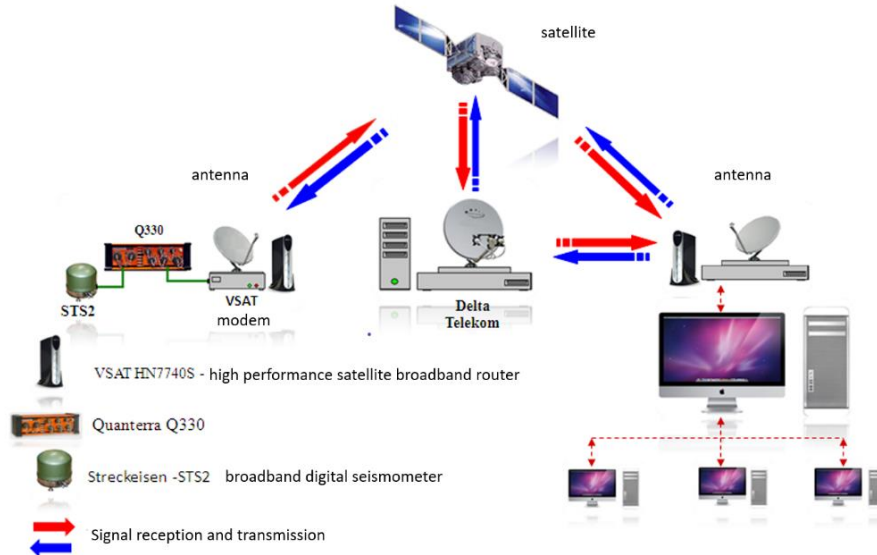 satellite
antenna
antenna
Q330
STS2
VSAT
modem
Delta
Telekom
VSAT HN7740S - high performance satellite broadband router
Quanterra Q330
Streckeisen -STS2 broadband digital seismometer
Signal reception and transmission